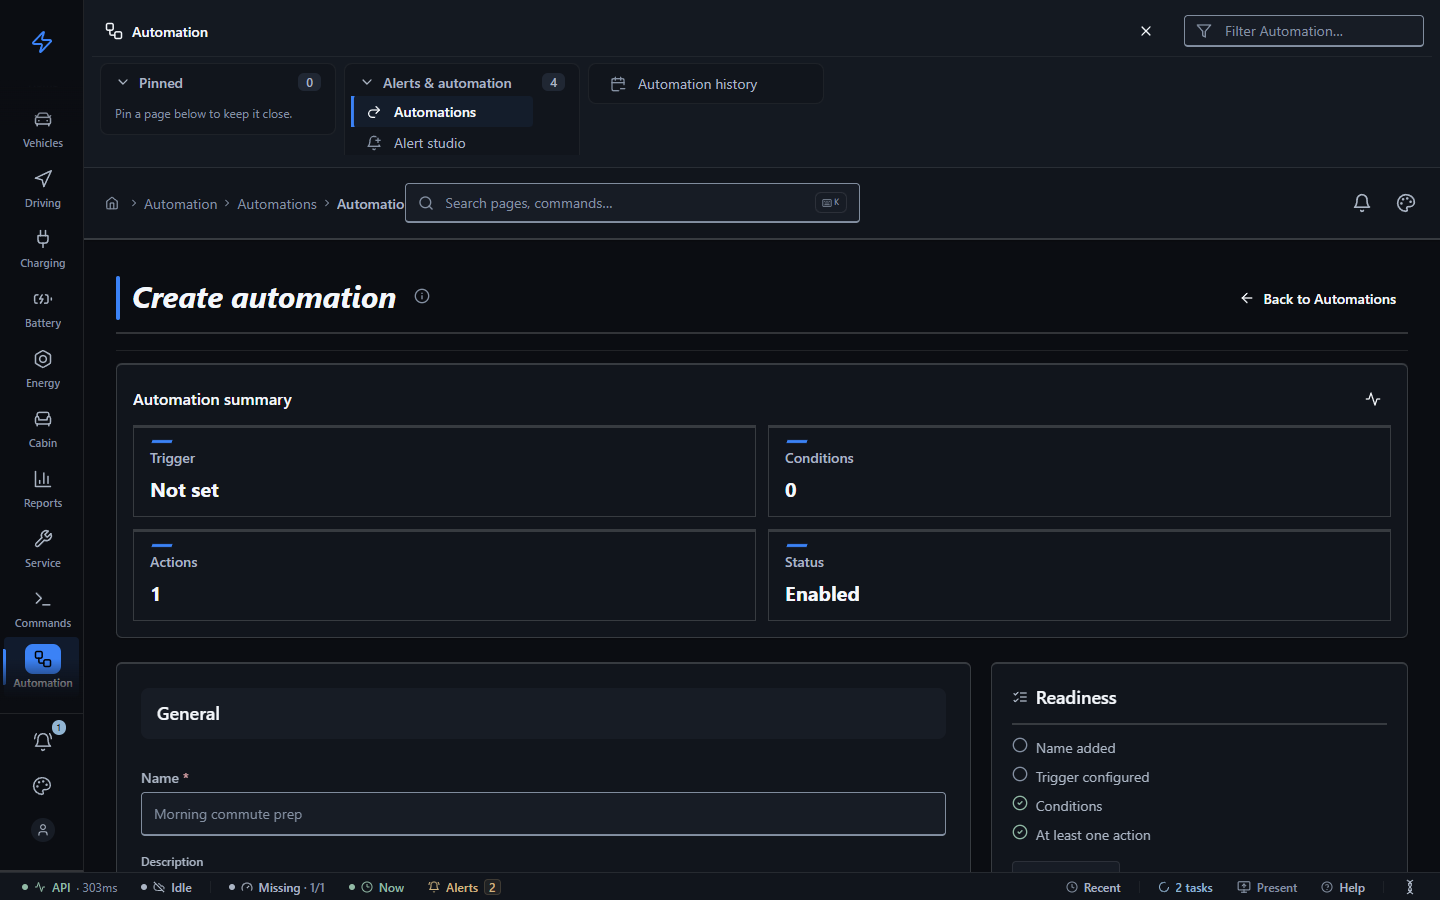 Automation
Filter Automation...
Pinned
0
Pin a page below to keep it close.
Alerts & automation
4
Automations
Alert studio
Automation history
Vehicles
Driving
Charging
Battery
Energy
Cabin
Reports
Service
Commands
Automation
1
Automation
Automations
Automatio
Search pages, commands...
K
Create automation
Back to Automations
Automation summary
Trigger
Not set
Conditions
0
Actions
1
Status
Enabled
General
Name *
Morning commute prep
Description
Readiness
Name added
Trigger configured
Conditions
At least one action
API · 303ms
Idle
Missing · 1/1
Now
Alerts 2
Recent
2 tasks
Present
Help